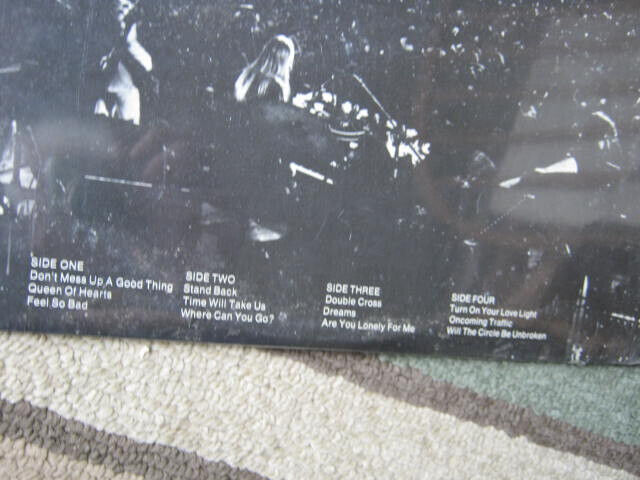 SIDE ONE
Don't Mess Up A Good Thing
Queen Of Hearts
Feel So Bad
SIDE TWO
Stand Back
Time Will Take Us
Where Can You Go?
SIDE THREE
Double Cross
Dreams
Are You Lonely For Me
SIDE FOUR
Turn On Your Love Light
Oncoming Traffic
Will The Circle Be Unbroken